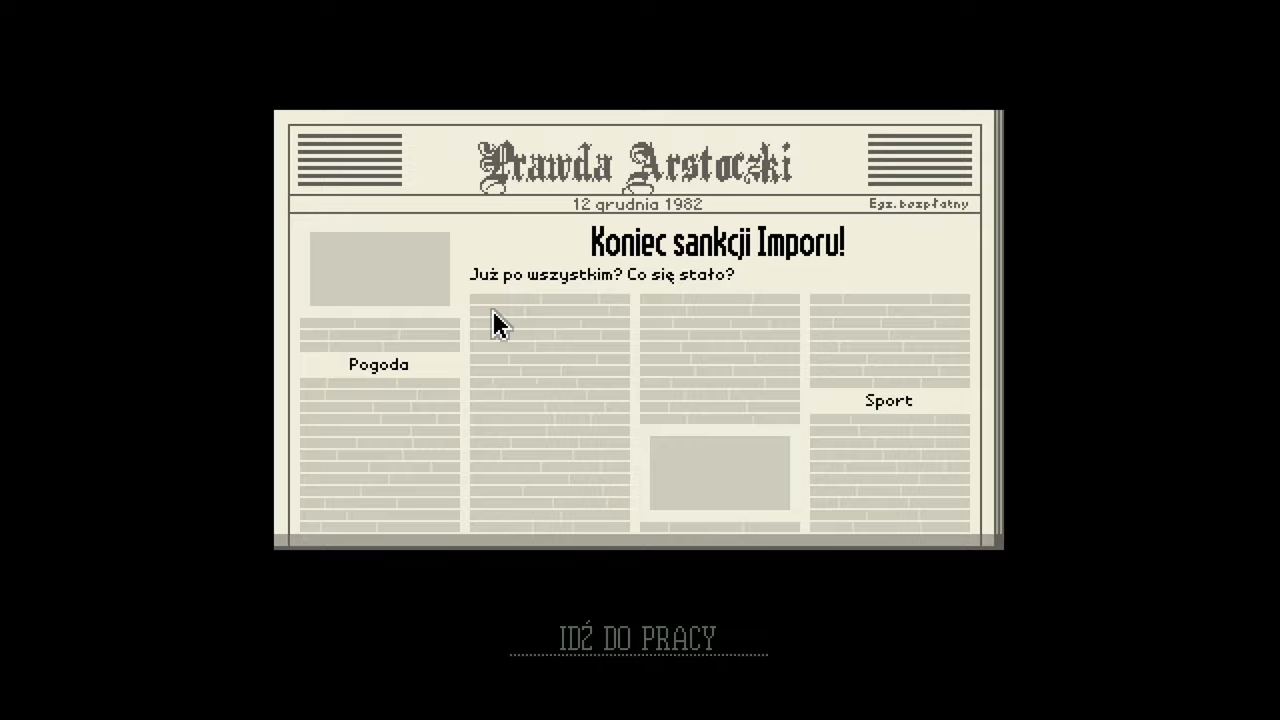 Prawda Arstoczki
12 grudnia 1982
Egz. bezpłatny
Koniec sankcji Imporu!
Już po wszystkim? Co się stało?
Pogoda
Sport
IDŹ DO PRACY